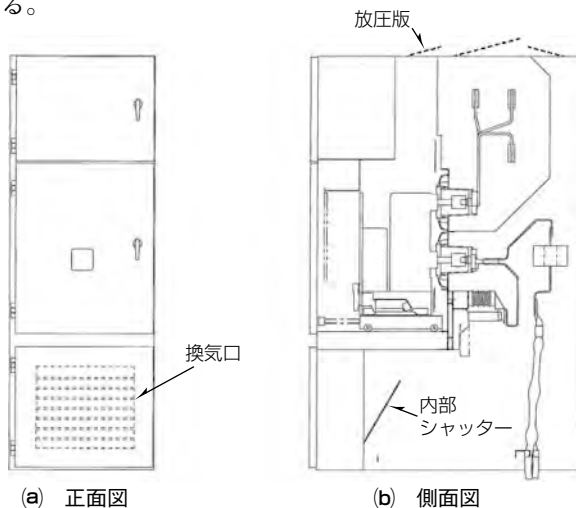 る。
放圧版
換気口
内部
シャッター
(a) 正面図
(b) 側面図